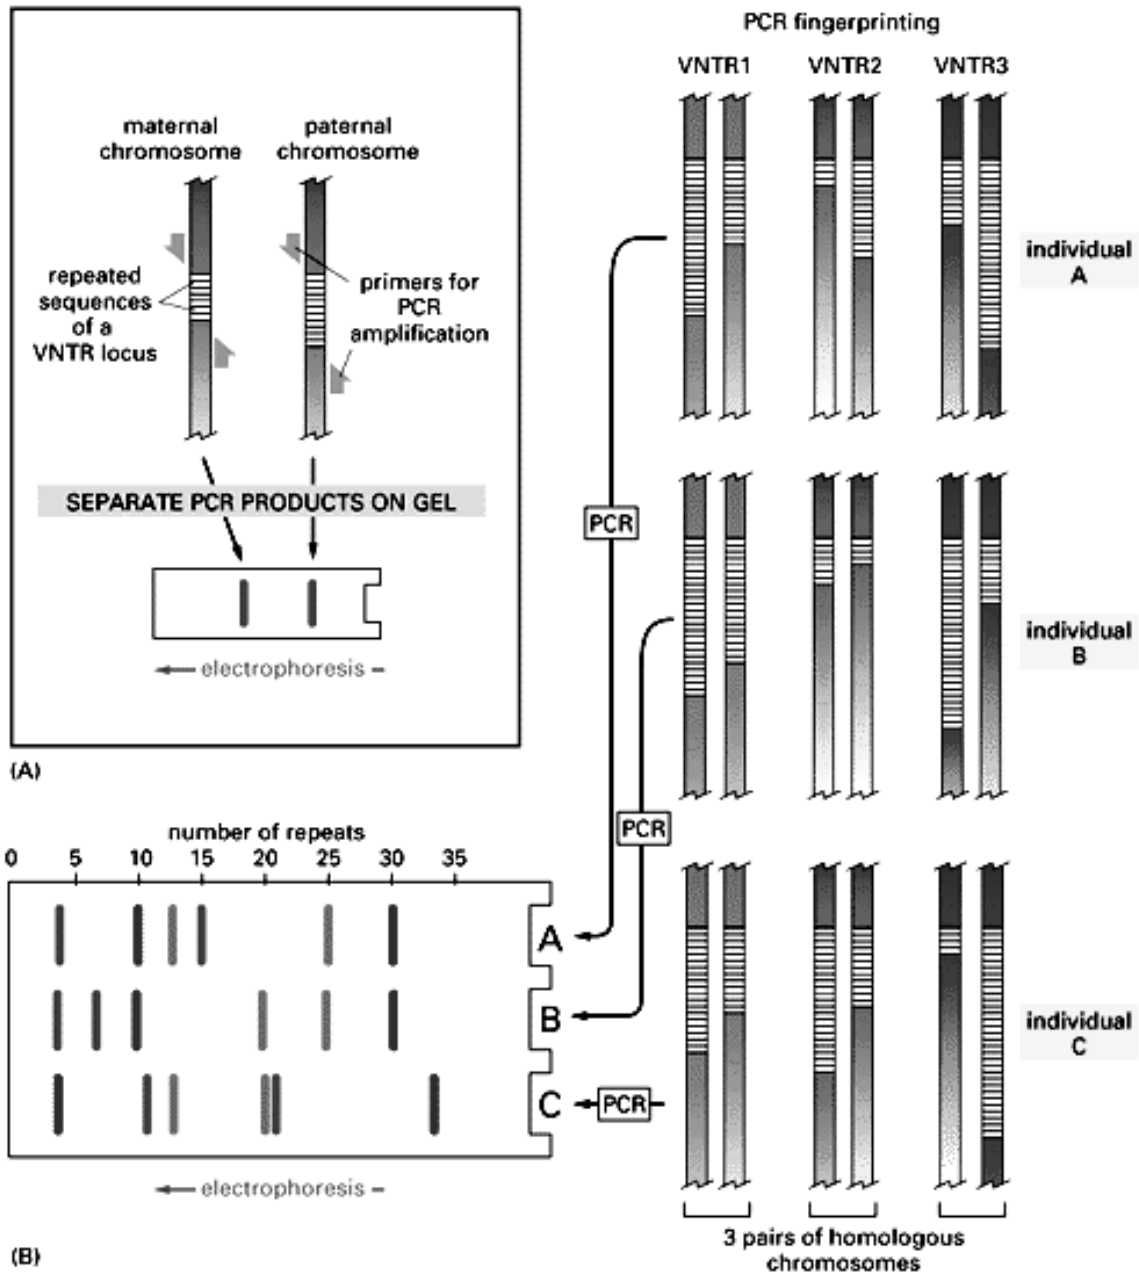 maternal
chromosome
paternal
chromosome
repeated
sequences
of a
VNTR locus
primers for
PCR
amplification
SEPARATE PCR PRODUCTS ON GEL
electrophoresis
(A)
PCR fingerprinting
VNTR1 VNTR2 VNTR3
individual
A
PCR
individual
B
PCR
number of repeats
0 5 10 15 20 25 30 35
A
B
C
PCR
individual
C
electrophoresis
(B)
3 pairs of homologous
chromosomes